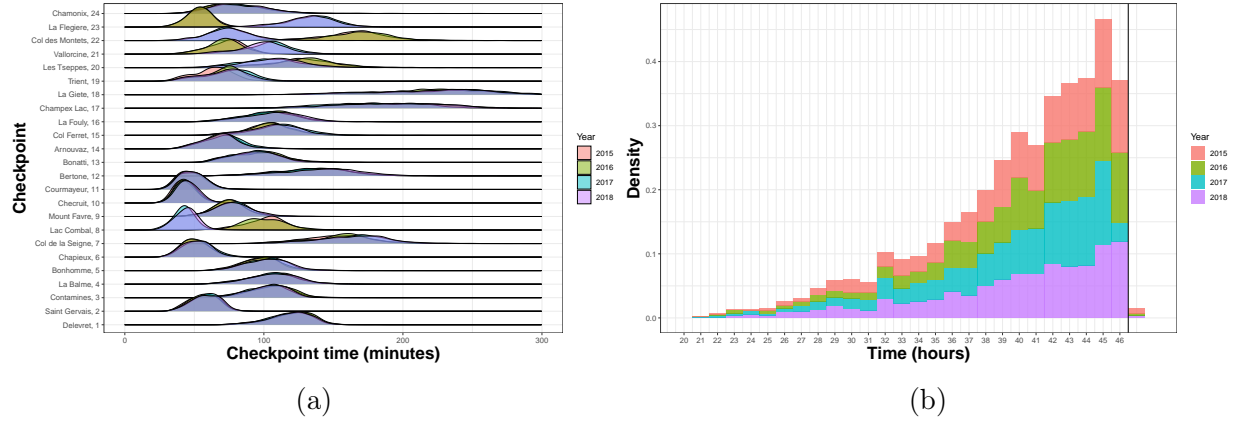 Checkpoint
Chamonix, 24
La Flegiere, 23
Col des Montets, 22
Vallorcine, 21
Les Tseppes, 20
Trient, 19
La Giete, 18
Champex Lac, 17
La Fouly, 16
Col Ferret, 15
Arnouvaz, 14
Bonatti, 13
Bertone, 12
Courmayeur, 11
Checruit, 10
Mount Favre, 9
Lac Combal, 8
Col de la Seigne, 7
Chapieux, 6
Bonhomme, 5
La Balme, 4
Contamines, 3
Saint Gervais, 2
Delevret, 1
0 100 200 300
Checkpoint time (minutes)
Year
2015
2016
2017
2018
(a)
Density
0.4
0.3
0.2
0.1
0.0
20 21 22 23 24 25 26 27 28 29 30 31 32 33 34 35 36 37 38 39 40 41 42 43 44 45 46
Time (hours)
Year
2015
2016
2017
2018
(b)